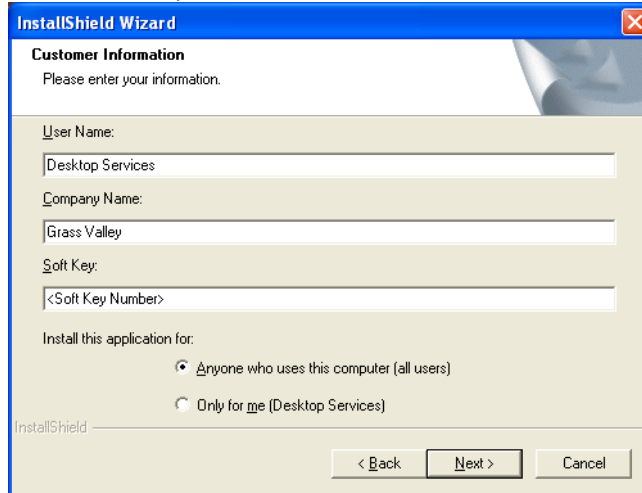 InstallShield Wizard
Customer Information
Please enter your information.
User Name:
Desktop Services
Company Name:
Grass Valley
Soft Key:
<Soft Key Number>
Install this application for:
Anyone who uses this computer (all users)
Only for me (Desktop Services)
InstallShield
< Back Next > Cancel